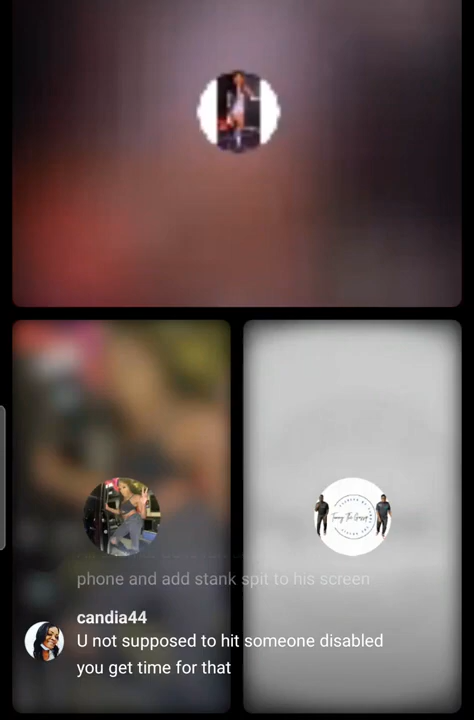 phone and add stank spit to his screen
candia44
U not supposed to hit someone disabled
you get time for that